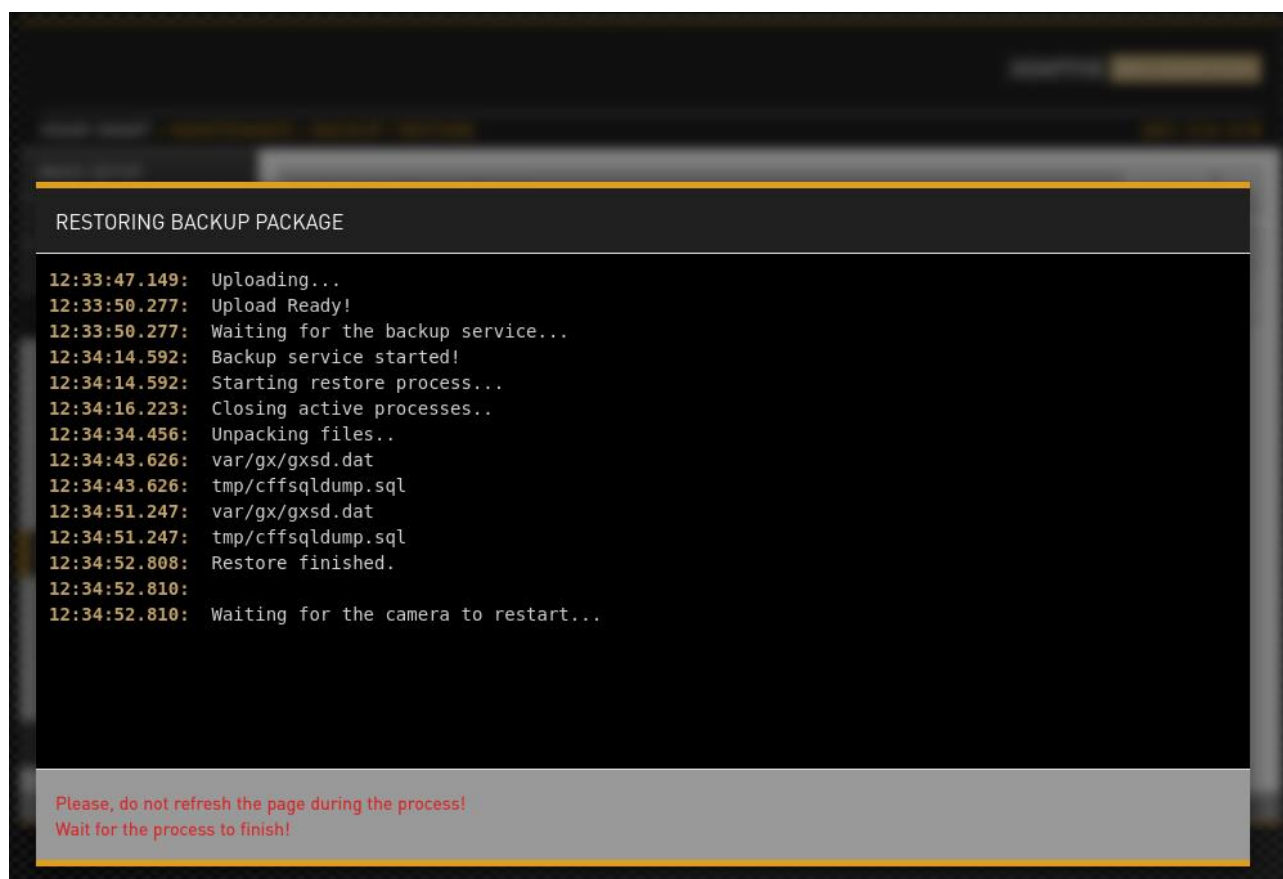 RESTORING BACKUP PACKAGE
12:33:47.149: Uploading...
12:33:50.277: Upload Ready!
12:33:50.277: Waiting for the backup service...
12:34:14.592: Backup service started!
12:34:14.592: Starting restore process...
12:34:16.223: Closing active processes..
12:34:34.456: Unpacking files..
12:34:43.626: var/gx/gxsd.dat
12:34:43.626: tmp/cffsqldump.sql
12:34:51.247: var/gx/gxsd.dat
12:34:51.247: tmp/cffsqldump.sql
12:34:52.808: Restore finished.
12:34:52.810:
12:34:52.810: Waiting for the camera to restart...
Please, do not refresh the page during the process!
Wait for the process to finish!